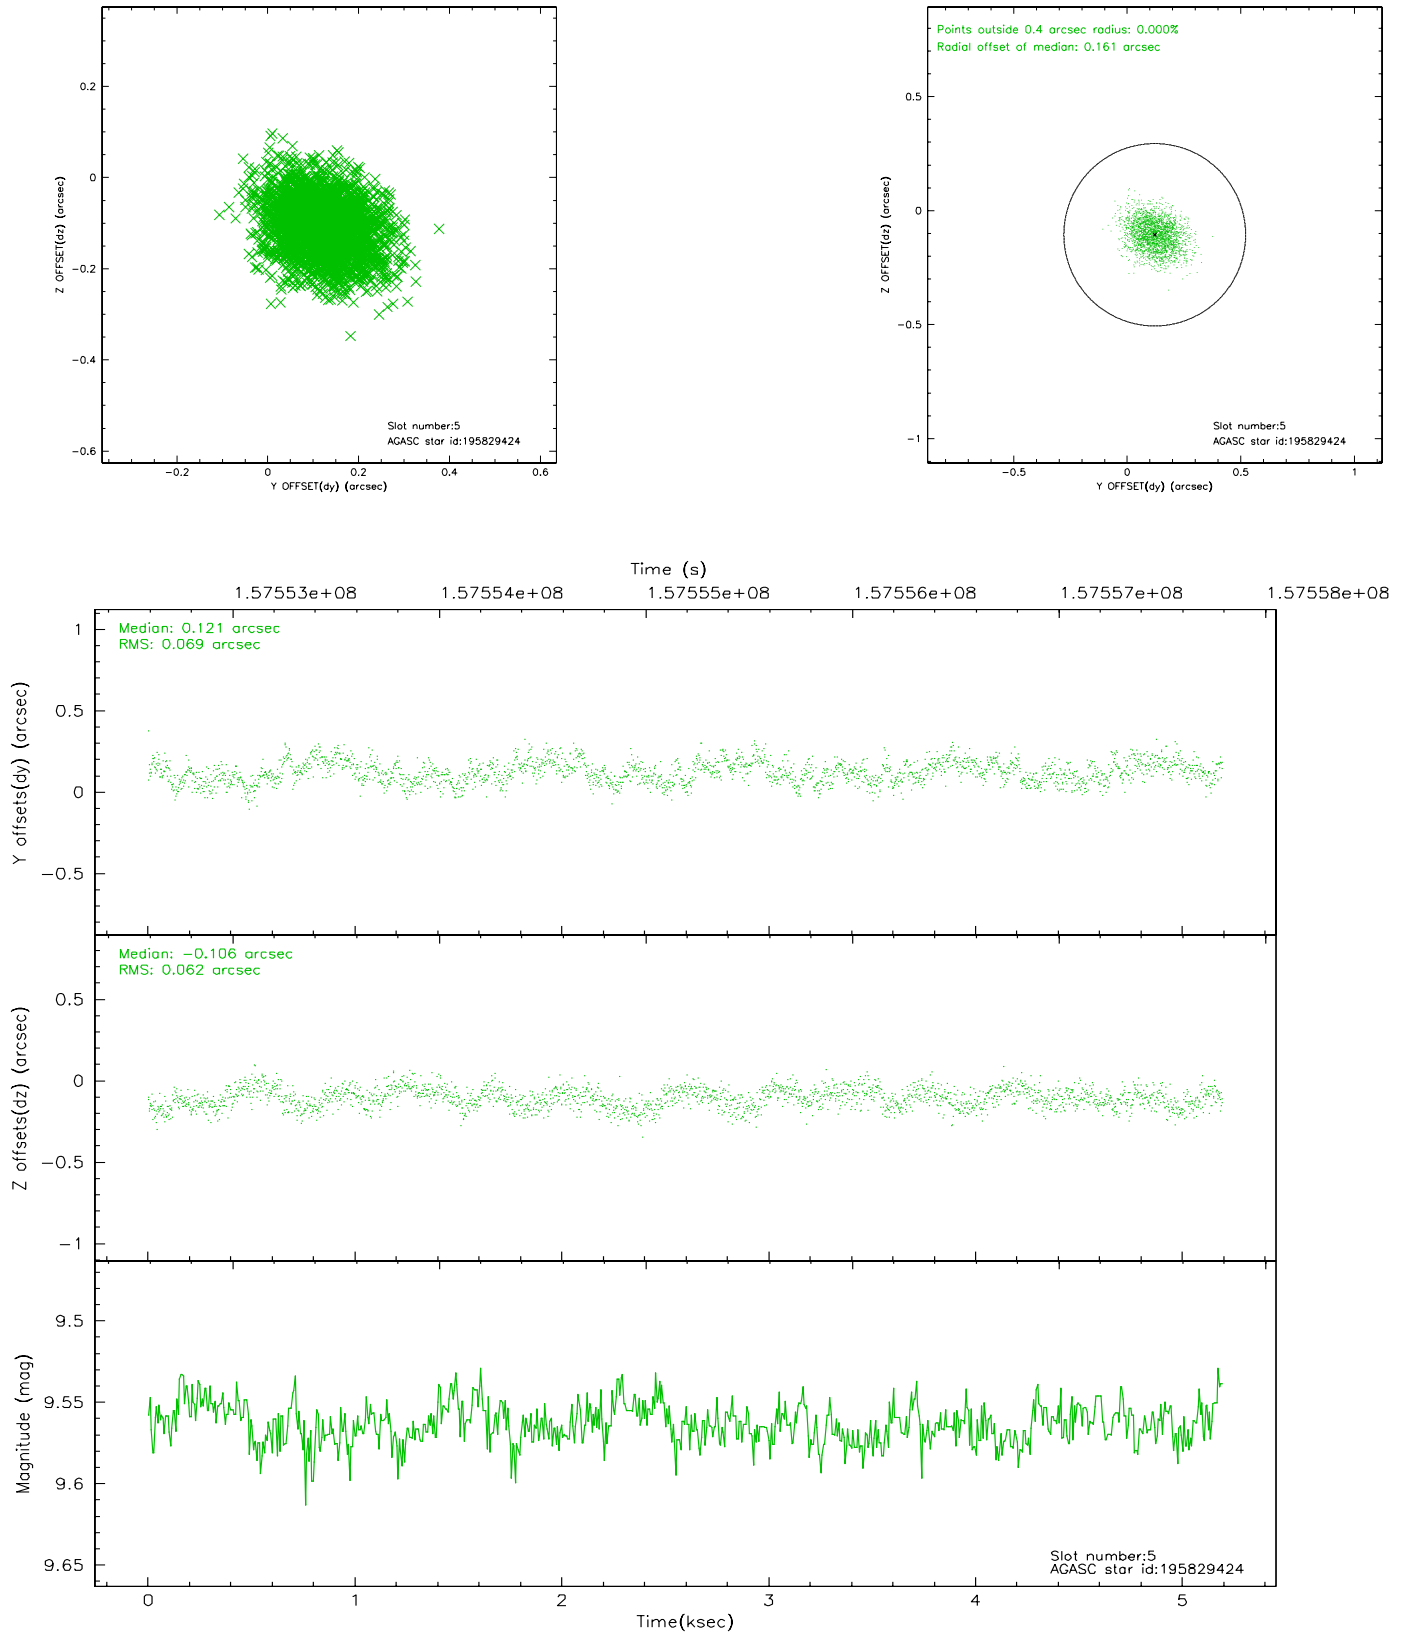 0.2
0
−0.2
−0.4
−0.6
Z OFFSET(dz) (arcsec)
Slot number:5
AGASC star id:195829424
−0.2 0 0.2 0.4 0.6
Y OFFSET(dy) (arcsec)
Points outside 0.4 arcsec radius: 0.000%
Radial offset of median: 0.161 arcsec
0.5
0
−0.5
−1
Z OFFSET(dz) (arcsec)
Slot number:5
AGASC star id:195829424
−0.5 0 0.5 1
Y OFFSET(dy) (arcsec)
Time (s)
1.57553e+08 1.57554e+08 1.57555e+08 1.57556e+08 1.57557e+08 1.57558e+08
Median: 0.121 arcsec
RMS: 0.069 arcsec
1
0.5
0
−0.5
Y offsets(dy) (arcsec)
Median: −0.106 arcsec
RMS: 0.062 arcsec
0.5
0
−0.5
−1
Z offsets(dz) (arcsec)
9.5
9.55
9.6
9.65
Magnitude (mag)
Slot number:5
AGASC star id:195829424
0 1 2 3 4 5
Time(ksec)